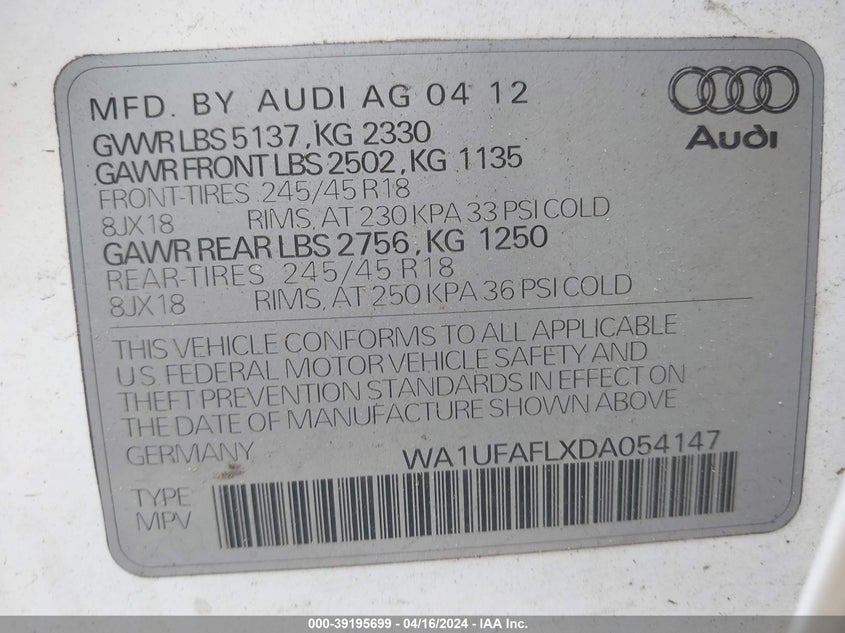 MFD. BY AUDI AG 04 12
GVWR LBS 5137, KG 2330
GAWR FRONT LBS 2502, KG 1135
FRONT-TIRES 245/45 R18
8JX18 RIMS, AT 230 KPA 33 PSI COLD
GAWR REAR LBS 2756, KG 1250
REAR-TIRES 245/45 R18
8JX18 RIMS, AT 250 KPA 36 PSI COLD
Audi
THIS VEHICLE CONFORMS TO ALL APPLICABLE
U.S. FEDERAL MOTOR VEHICLE SAFETY AND
THEFT PREVENTION STANDARDS IN EFFECT ON
THE DATE OF MANUFACTURE SHOWN ABOVE
GERMANY WA1UFAFLXDA054147
TYPE
MPV
000-39195699 - 04/16/2024 - IAA Inc.